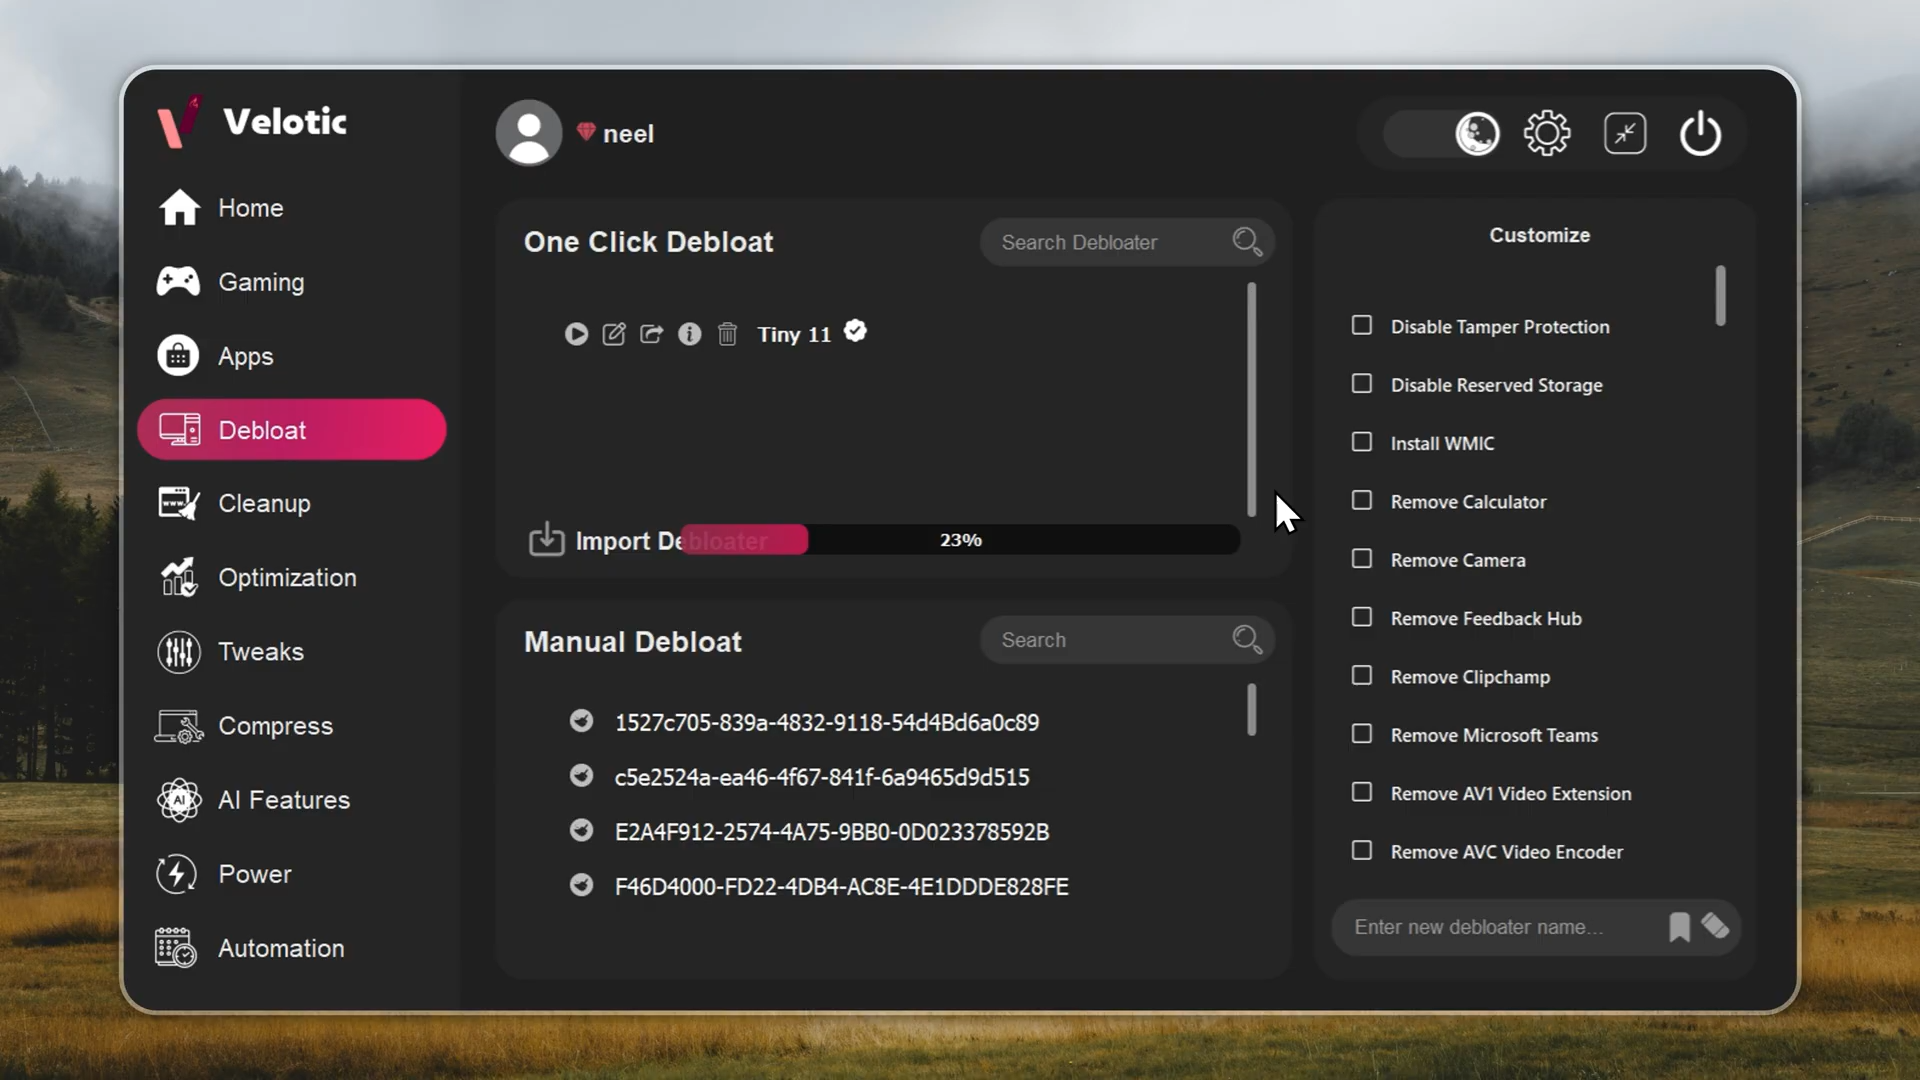 Velotic
neel
Home
Gaming
Apps
Debloat
Cleanup
Optimization
Tweaks
Compress
AI Features
AI
Power
Automation
One Click Debloat
Search Debloater
Tiny 11
Import Debloater
23%
Manual Debloat
Search
1527c705-839a-4832-9118-54d4Bd6a0c89
c5e2524a-ea46-4f67-841f-6a9465d9d515
E2A4F912-2574-4A75-9BB0-0D023378592B
F46D4000-FD22-4DB4-AC8E-4E1DDDE828FE
Customize
Disable Tamper Protection
Disable Reserved Storage
Install WMIC
Remove Calculator
Remove Camera
Remove Feedback Hub
Remove Clipchamp
Remove Microsoft Teams
Remove AV1 Video Extension
Remove AVC Video Encoder
Enter new debloater name...